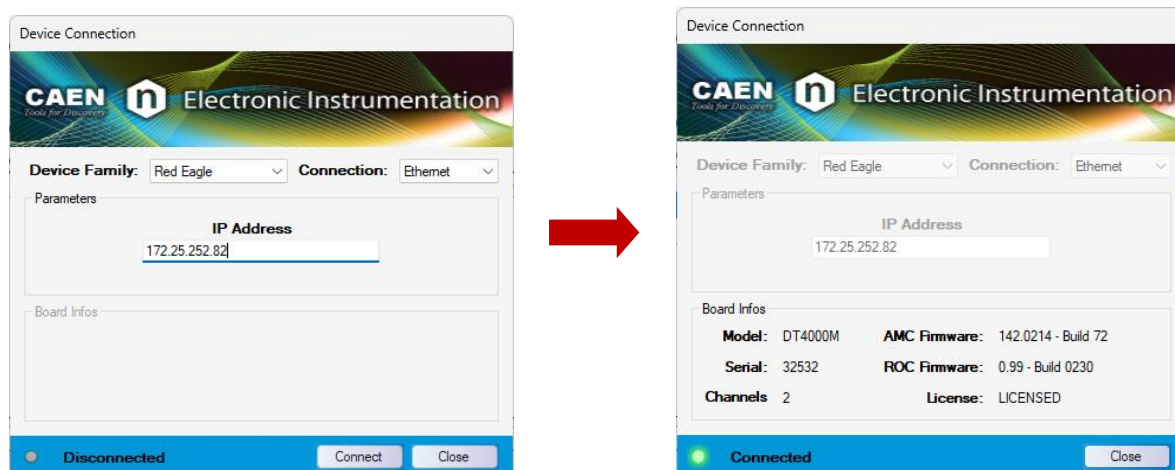 Device Connection
CAEN n Electronic Instrumentation
Tools for Discovery
Device Family: Red Eagle Connection: Ethernet
Parameters
IP Address
172.25.252.82
Board Infos
Disconnected Connect Close
Device Connection
CAEN n Electronic Instrumentation
Tools for Discovery
Device Family: Red Eagle Connection: Ethernet
Parameters
IP Address
172.25.252.82
Board Infos
Model: DT4000M AMC Firmware: 142.0214 - Build 72
Serial: 32532 ROC Firmware: 0.99 - Build 0230
Channels 2 License: LICENSED
Connected Close